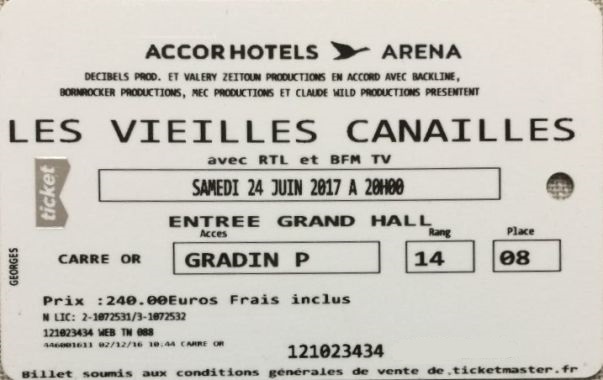 ACCORHOTELS ARENA
DECIBELS PROD. ET VALERY ZEITOUN PRODUCTIONS EN ACCORD AVEC BACKLINE,
BORNROCKER PRODUCTIONS, MEC PRODUCTIONS ET CLAUDE WILD PRODUCTIONS PRESENTENT
LES VIEILLES CANAILLES
avec RTL et BFM TV
ticket
SAMEDI 24 JUIN 2017 A 20H00
ENTREE GRAND HALL
Acces Rang Place
GEORGES
CARRE OR GRADIN P 14 08
Prix :240.00Euros Frais inclus
N LIC: 2-1072531/3-1072532
121023434 WEB TM 088
446001611 02/12/16 10:44 CARRE OR
121023434
Billet soumis aux conditions générales de vente de ticketmaster.fr